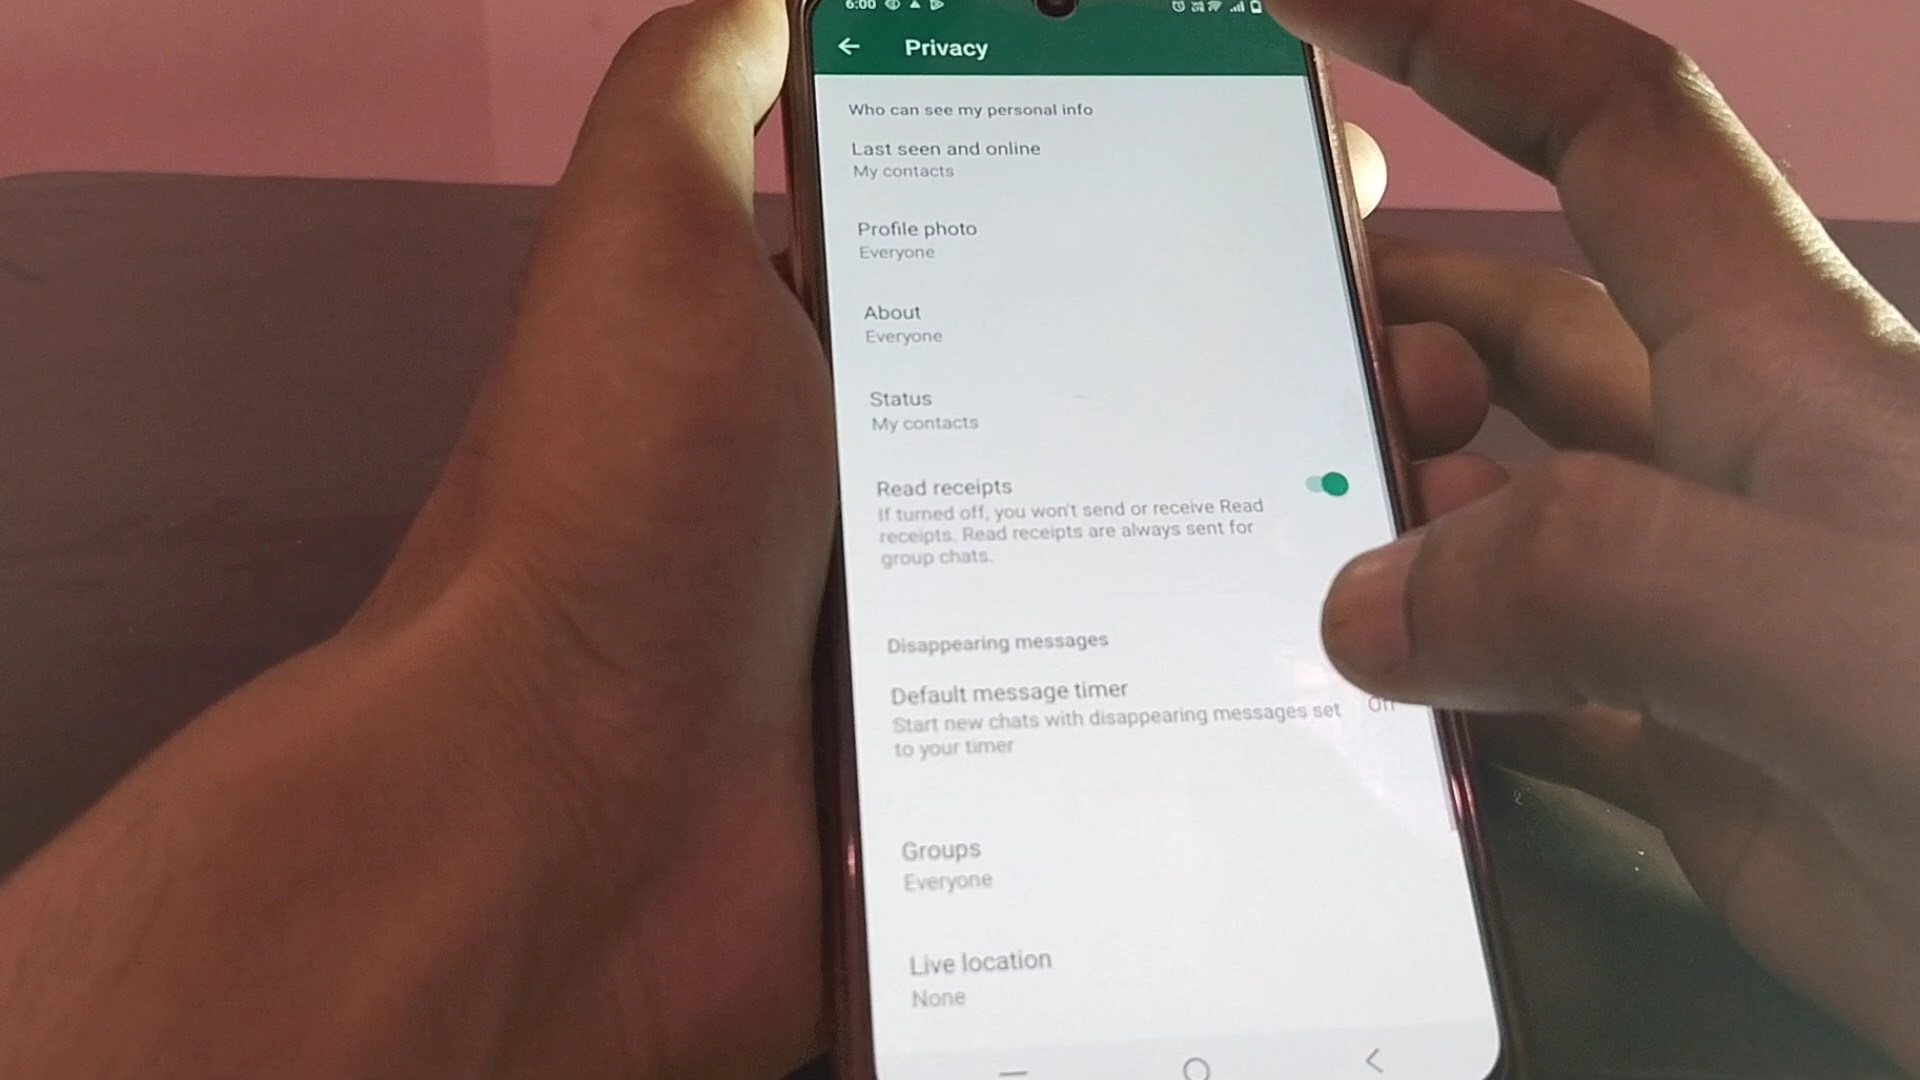 6:00
Privacy
Who can see my personal info
Last seen and online
My contacts
Profile photo
Everyone
About
Everyone
Status
My contacts
Read receipts
If turned off, you won't send or receive Read
receipts. Read receipts are always sent for
group chats.
Disappearing messages
Default message timer
Start new chats with disappearing messages set
to your timer
Off
Groups
Everyone
Live location
None